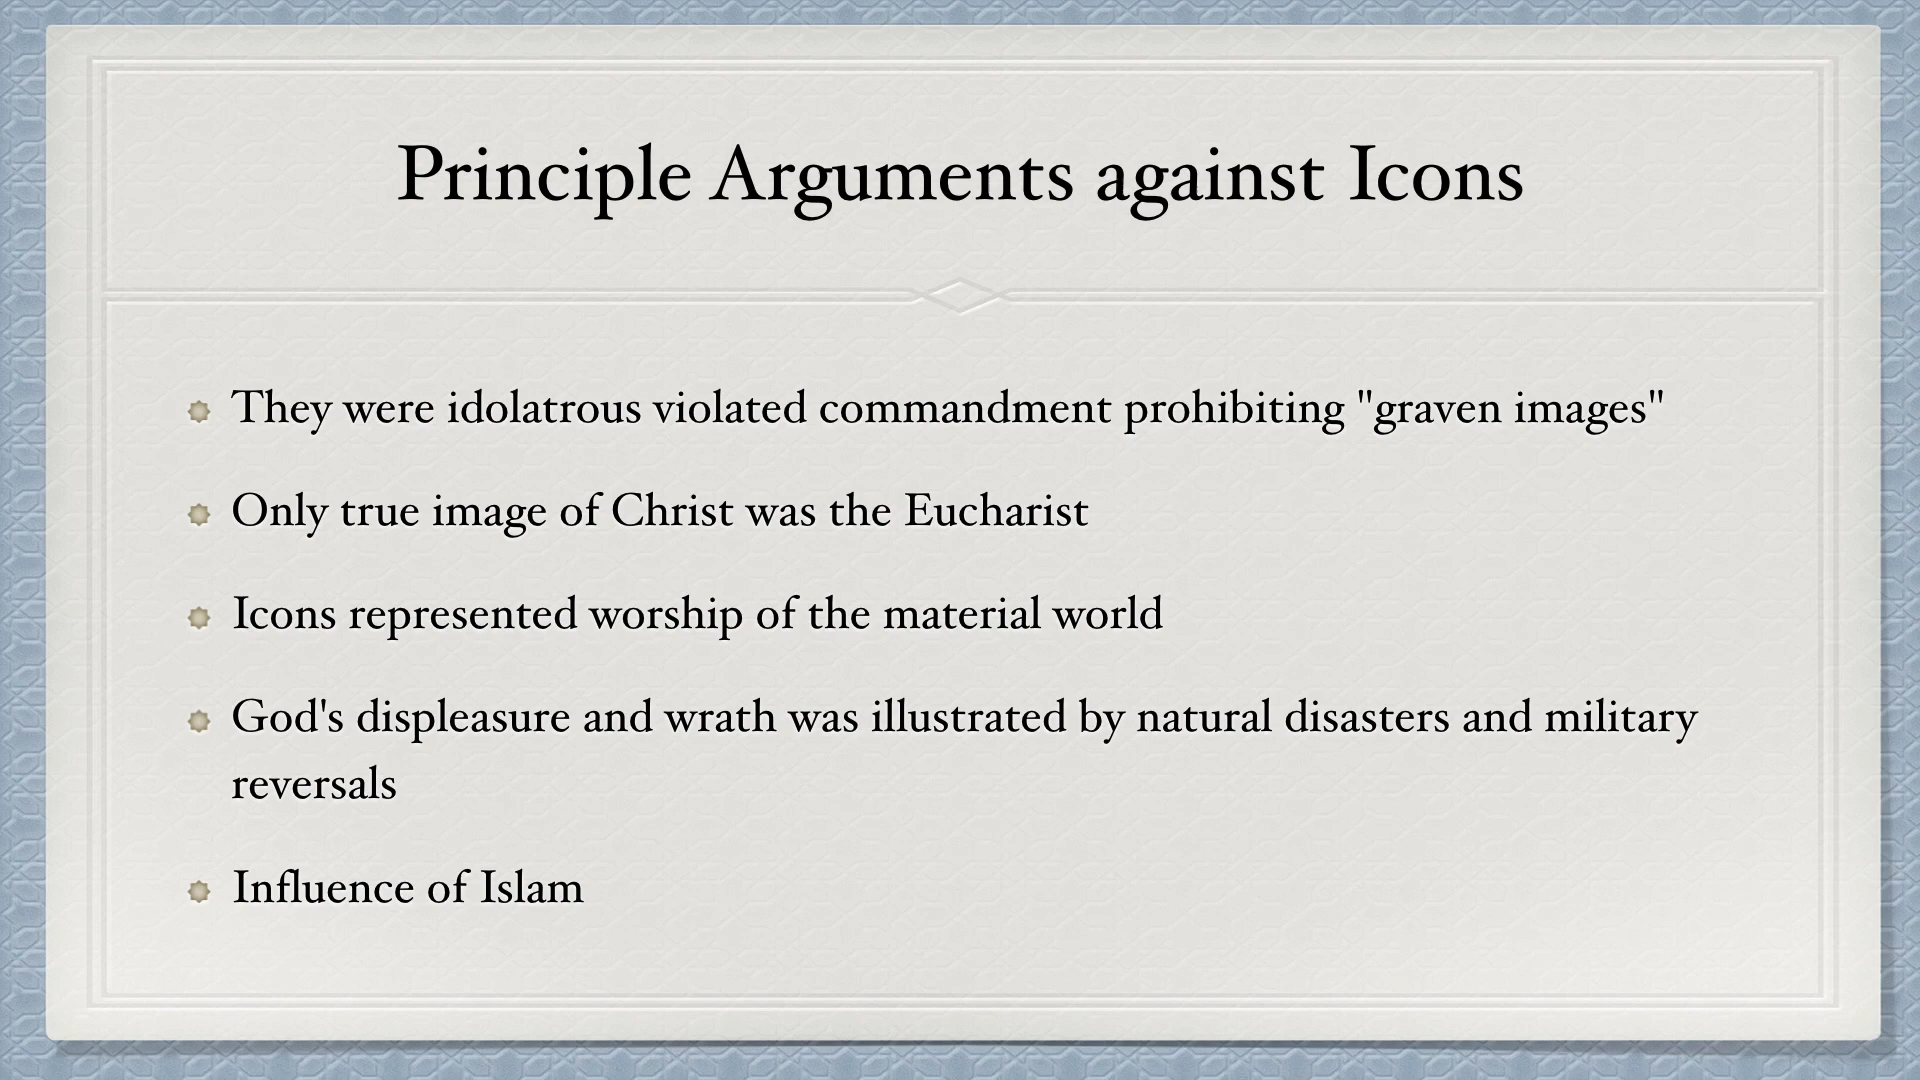 Principle Arguments against Icons
They were idolatrous violated commandment prohibiting "graven images"
Only true image of Christ was the Eucharist
Icons represented worship of the material world
God's displeasure and wrath was illustrated by natural disasters and military
reversals
Influence of Islam